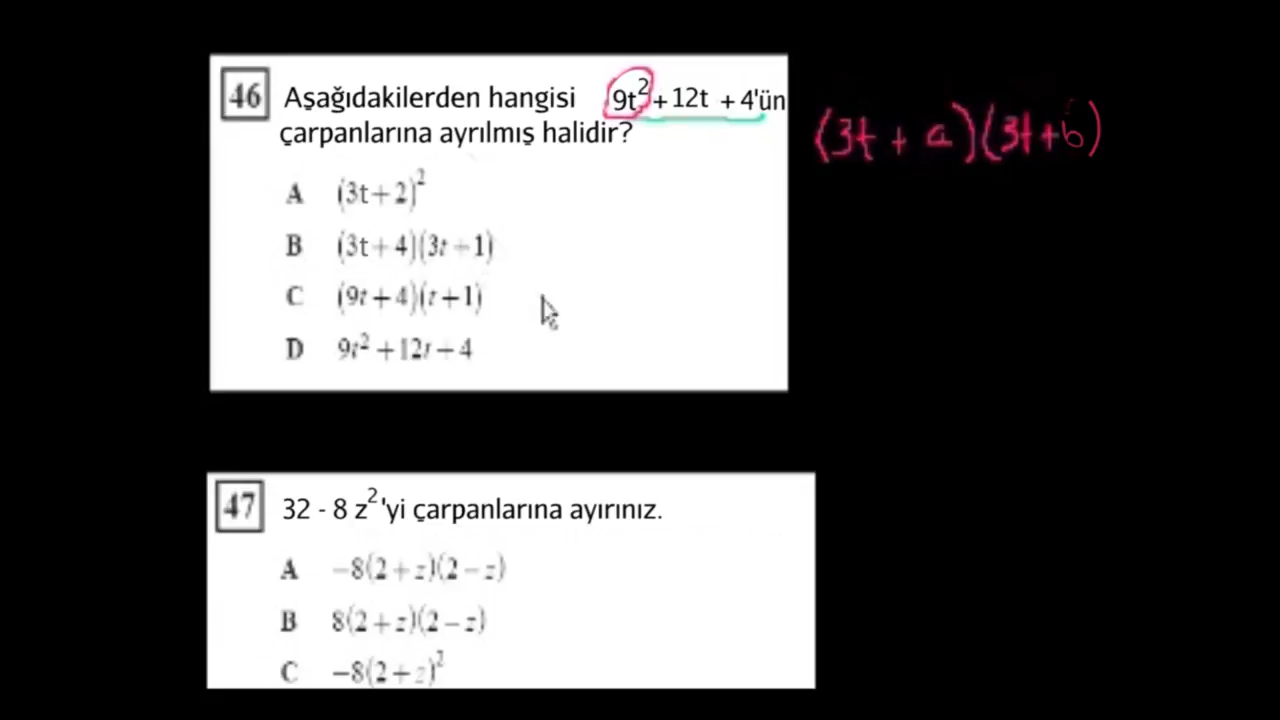 46 Aşağıdakilerden hangisi 9t²+12t + 4'ün (3t + a)(3t+b)
çarpanlarına ayrılmış halidir?
A (3t+2)²
B (3t+4)(3t+1)
C (9t+4)(t+1)
D 9t²+12t+4
47 32 - 8 z²'yi çarpanlarına ayırınız.
A −8(2+z)(2−z)
B 8(2+z)(2−z)
C −8(2+z)²